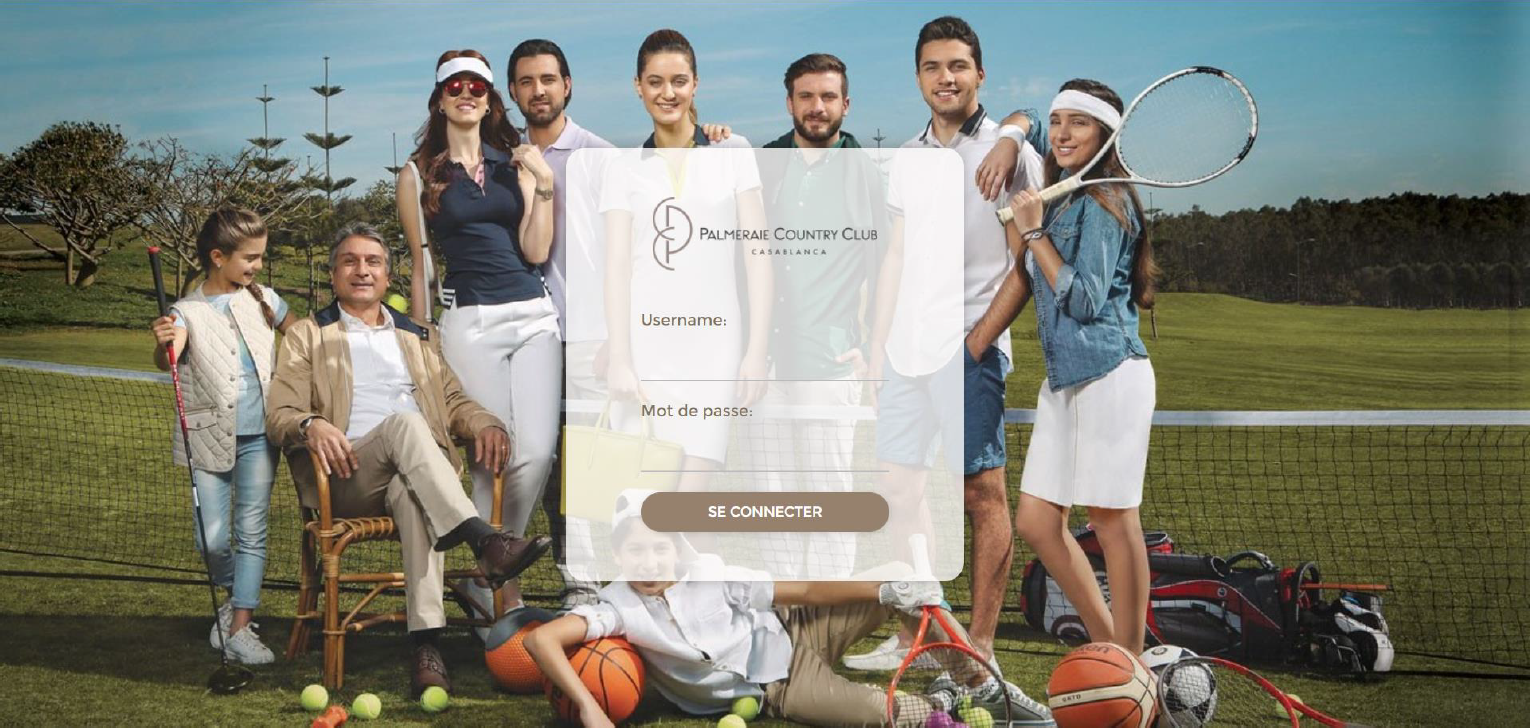 PALMERAIE COUNTRY CLUB
CASABLANCA
Username:
Mot de passe:
SE CONNECTER